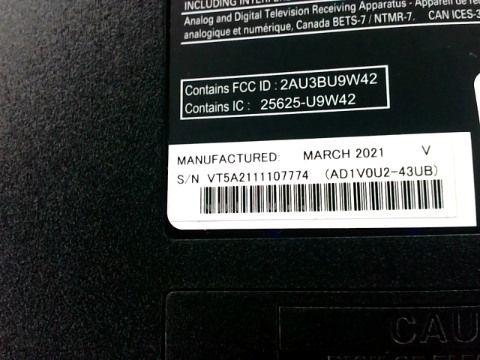 INCLUDING
Analog and Digital Television Receiving Apparatus - Appareil de
analogique et numérique, Canada BETS-7 / NTMR-7. CAN ICES-3
Contains FCC ID : 2AU3BU9W42
Contains IC : 25625-U9W42
MANUFACTURED: MARCH 2021 V
S/N VT5A2111107774 (AD1V0U2-43UB)
CAU